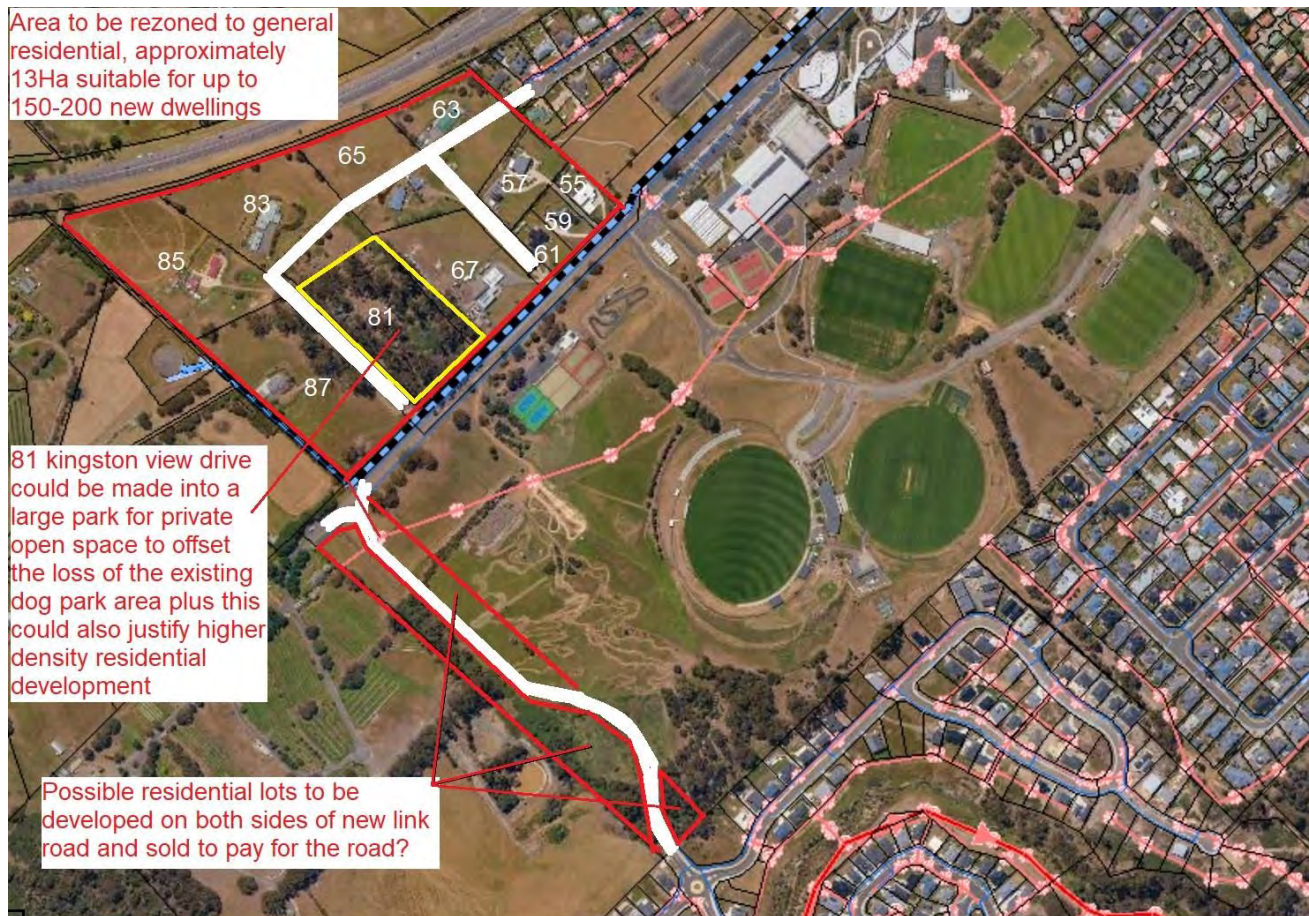 Area to be rezoned to general
residential, approximately
13Ha suitable for up to
150-200 new dwellings
63
65
57
55
83
59
61
85
67
81
87
81 kingston view drive
could be made into a
large park for private
open space to offset
the loss of the existing
dog park area plus this
could also justify higher
density residential
development
Possible residential lots to be
developed on both sides of new link
road and sold to pay for the road?